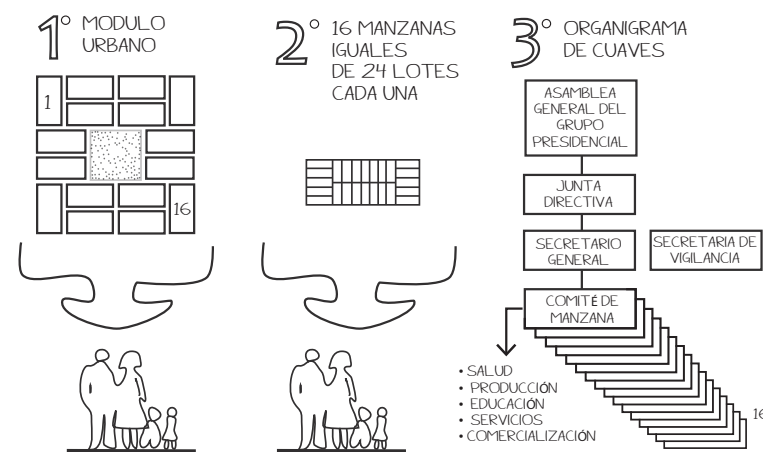 1° MODULO
URBANO
1
16
2° 16 MANZANAS
IGUALES
DE 24 LOTES
CADA UNA
3° ORGANIGRAMA
DE CUAVES
ASAMBLEA
GENERAL DEL
GRUPO
PRESIDENCIAL
JUNTA
DIRECTIVA
SECRETARIO
GENERAL
SECRETARIA DE
VIGILANCIA
COMITÉ DE
MANZANA
• SALUD
• PRODUCCIÓN
• EDUCACIÓN
• SERVICIOS
• COMERCIALIZACIÓN
16